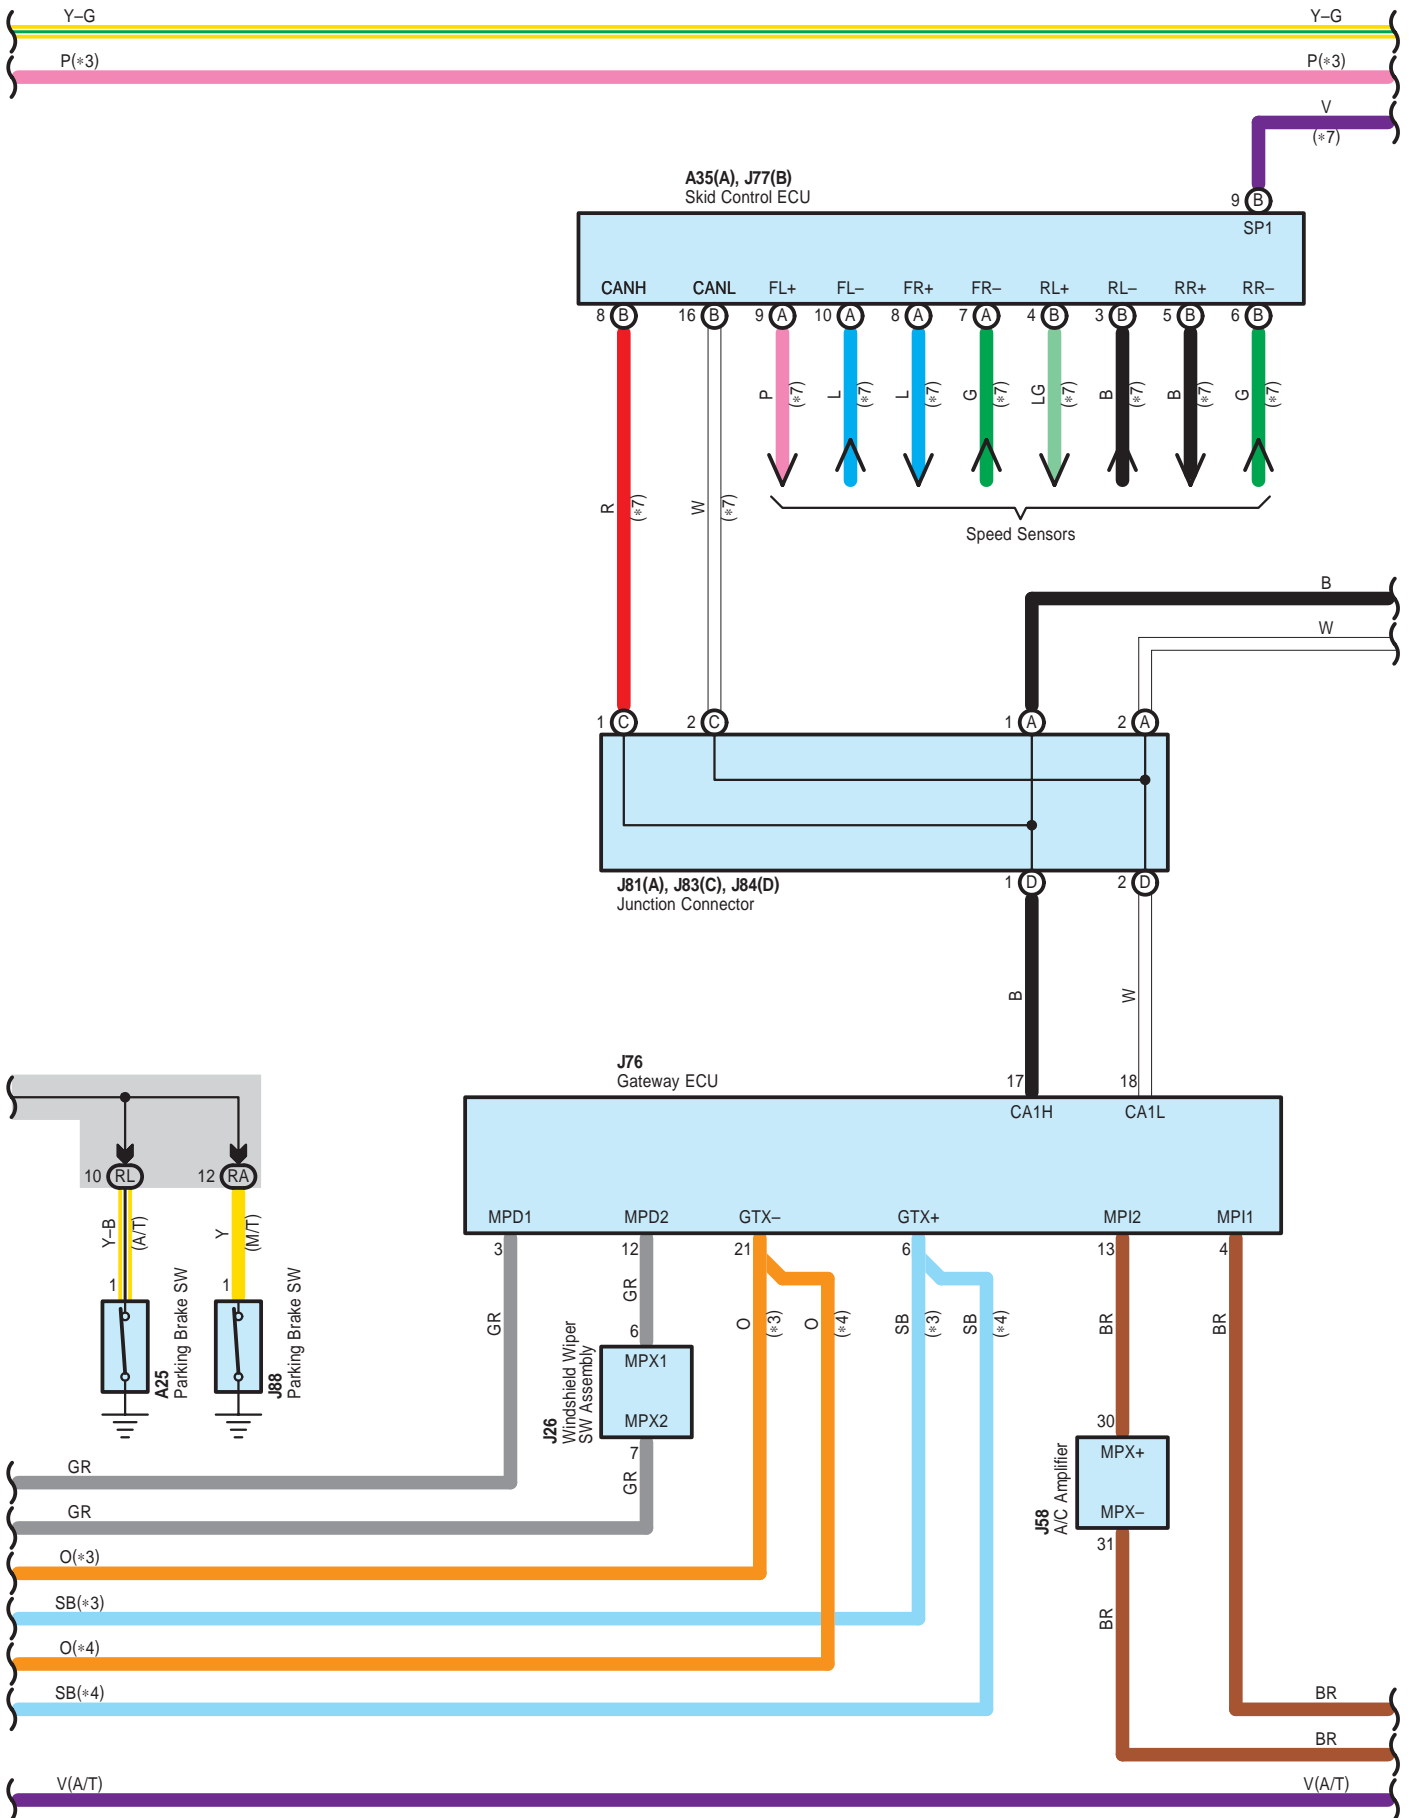 Y–G Y–G
P(∗3) P(∗3)
V
(∗7)
A35(A), J77(B)
Skid Control ECU
9 B
SP1
CANH CANL FL+ FL– FR+ FR– RL+ RL– RR+ RR–
8 B 16 B 9 A 10 A 8 A 7 A 4 B 3 B 5 B 6 B
P (∗7) L (∗7) L (∗7) G (∗7) LG (∗7) B (∗7) B (∗7) G (∗7)
R (∗7) W (∗7)
Speed Sensors
B
W
1 C 2 C 1 A 2 A
J81(A), J83(C), J84(D)
Junction Connector
1 D 2 D
B W
J76
Gateway ECU
17 18
CA1H CA1L
10 RL 12 RA
MPD1 MPD2 GTX– GTX+ MPI2 MPI1
3 12 21 6 13 4
Y–B (A/T) Y (M/T)
1 1
A25
Parking Brake SW
J88
Parking Brake SW
GR GR O (∗3) O (∗4) SB (∗3) SB (∗4) BR BR
6
MPX1
MPX2
7
J26
Windshield Wiper
SW Assembly
GR
30
MPX+
MPX–
31
J58
A/C Amplifier
BR
GR
GR
O(∗3)
SB(∗3)
O(∗4)
SB(∗4) BR
BR
V(A/T) V(A/T)